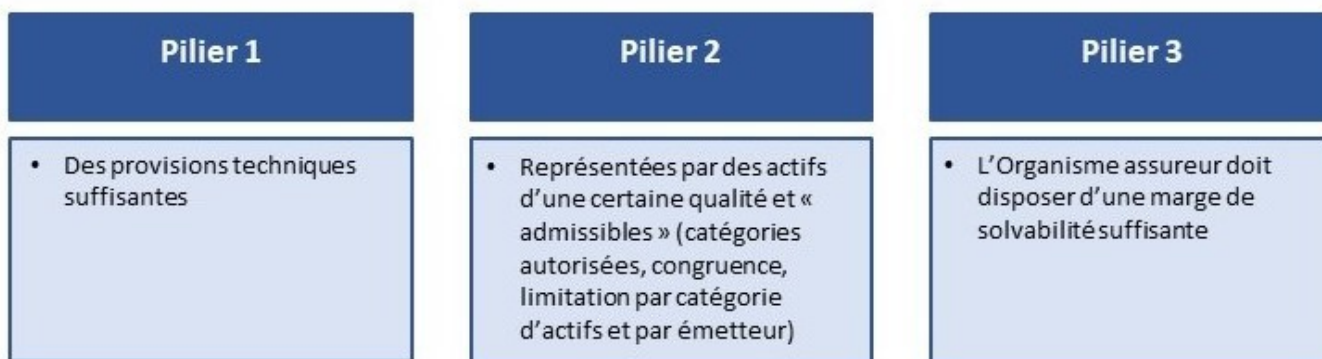 Pilier 1
• Des provisions techniques
suffisantes
Pilier 2
• Représentées par des actifs
d'une certaine qualité et «
admissibles » (catégories
autorisées, congruence,
limitation par catégorie
d'actifs et par émetteur)
Pilier 3
• L'Organisme assureur doit
disposer d'une marge de
solvabilité suffisante